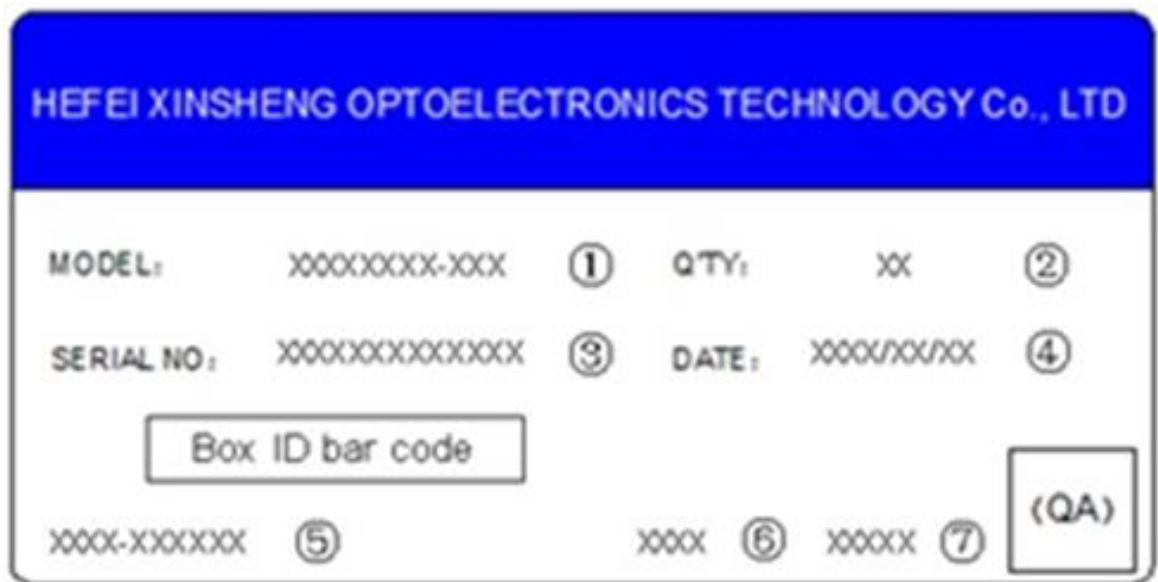 HEFEI XINSHENG OPTOELECTRONICS TECHNOLOGY Co., LTD
MODEL: XXXXXXXX-XXX ① Q'TY: XX ②
SERIAL NO: XXXXXXXXXXXXX ③ DATE: XXXX/XX/XX ④
Box ID bar code
(QA)
XXXX-XXXXXX ⑤ XXXX ⑥ XXXXX ⑦